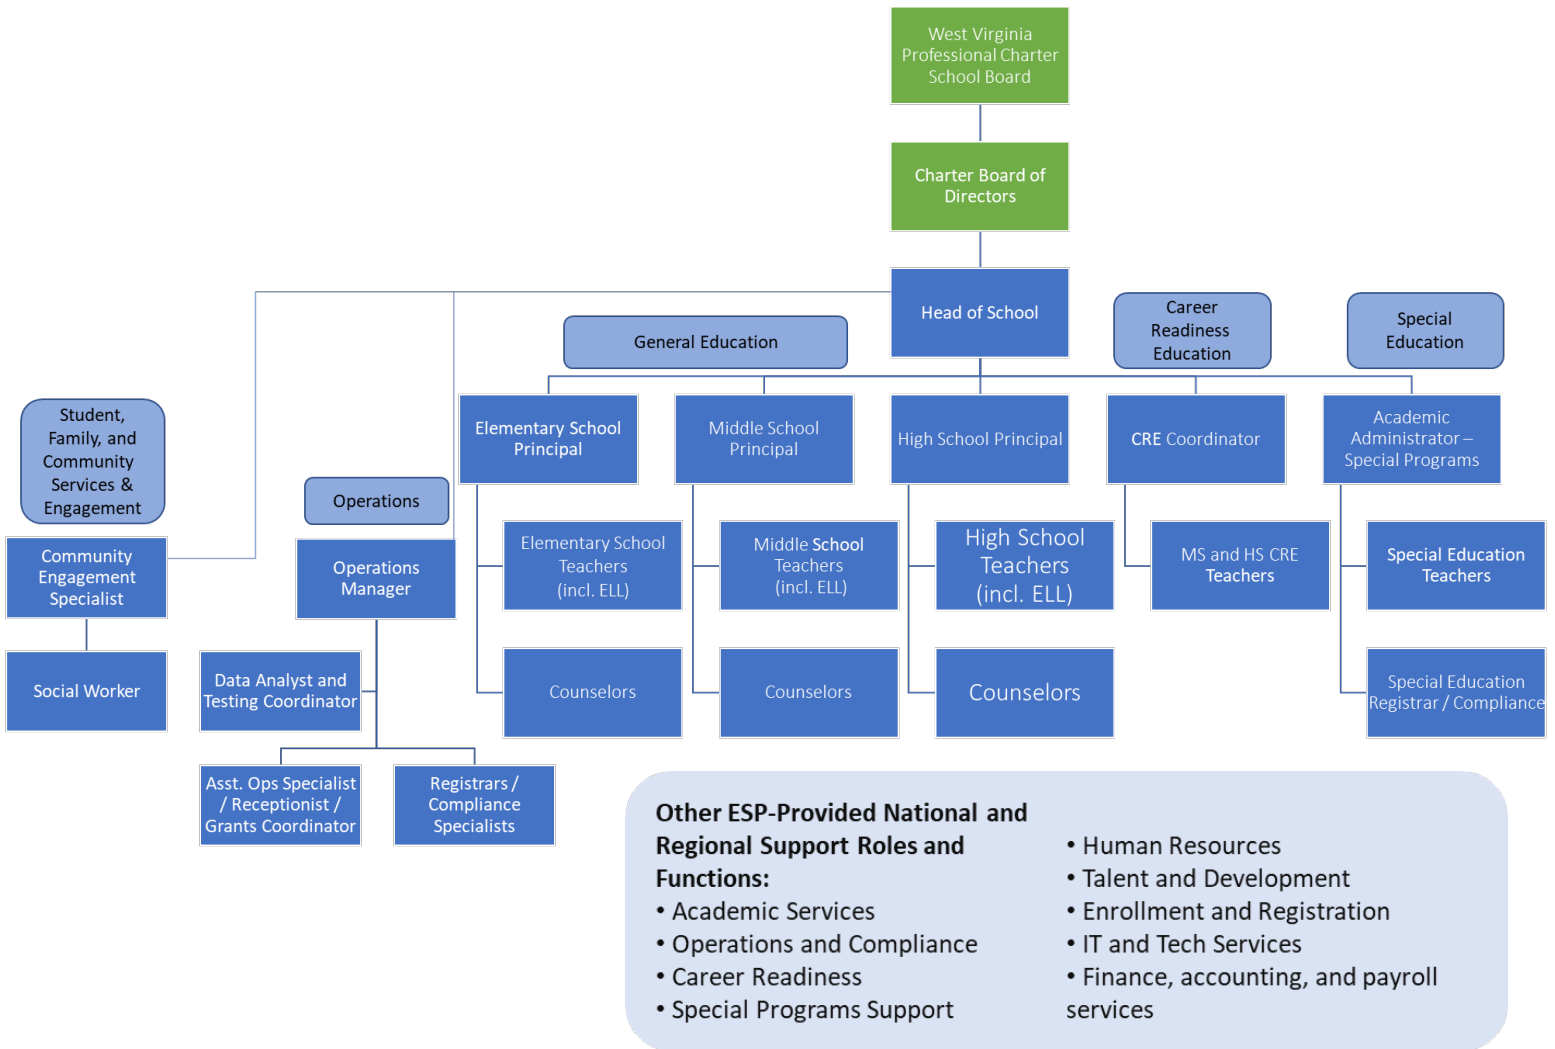 West Virginia
Professional Charter
School Board
Charter Board of
Directors
Head of School
General Education
Career
Readiness
Education
Special
Education
Student,
Family, and
Community
Services &
Engagement
Operations
Elementary School
Principal
Middle School
Principal
High School Principal
CRE Coordinator
Academic
Administrator –
Special Programs
Community
Engagement
Specialist
Operations
Manager
Elementary School
Teachers
(incl. ELL)
Middle School
Teachers
(incl. ELL)
High School
Teachers
(incl. ELL)
MS and HS CRE
Teachers
Special Education
Teachers
Social Worker
Data Analyst and
Testing Coordinator
Counselors
Counselors
Counselors
Special Education
Registrar / Compliance
Asst. Ops Specialist
/ Receptionist /
Grants Coordinator
Registrars /
Compliance
Specialists
Other ESP-Provided National and
Regional Support Roles and
Functions:
• Academic Services
• Operations and Compliance
• Career Readiness
• Special Programs Support
• Human Resources
• Talent and Development
• Enrollment and Registration
• IT and Tech Services
• Finance, accounting, and payroll
services